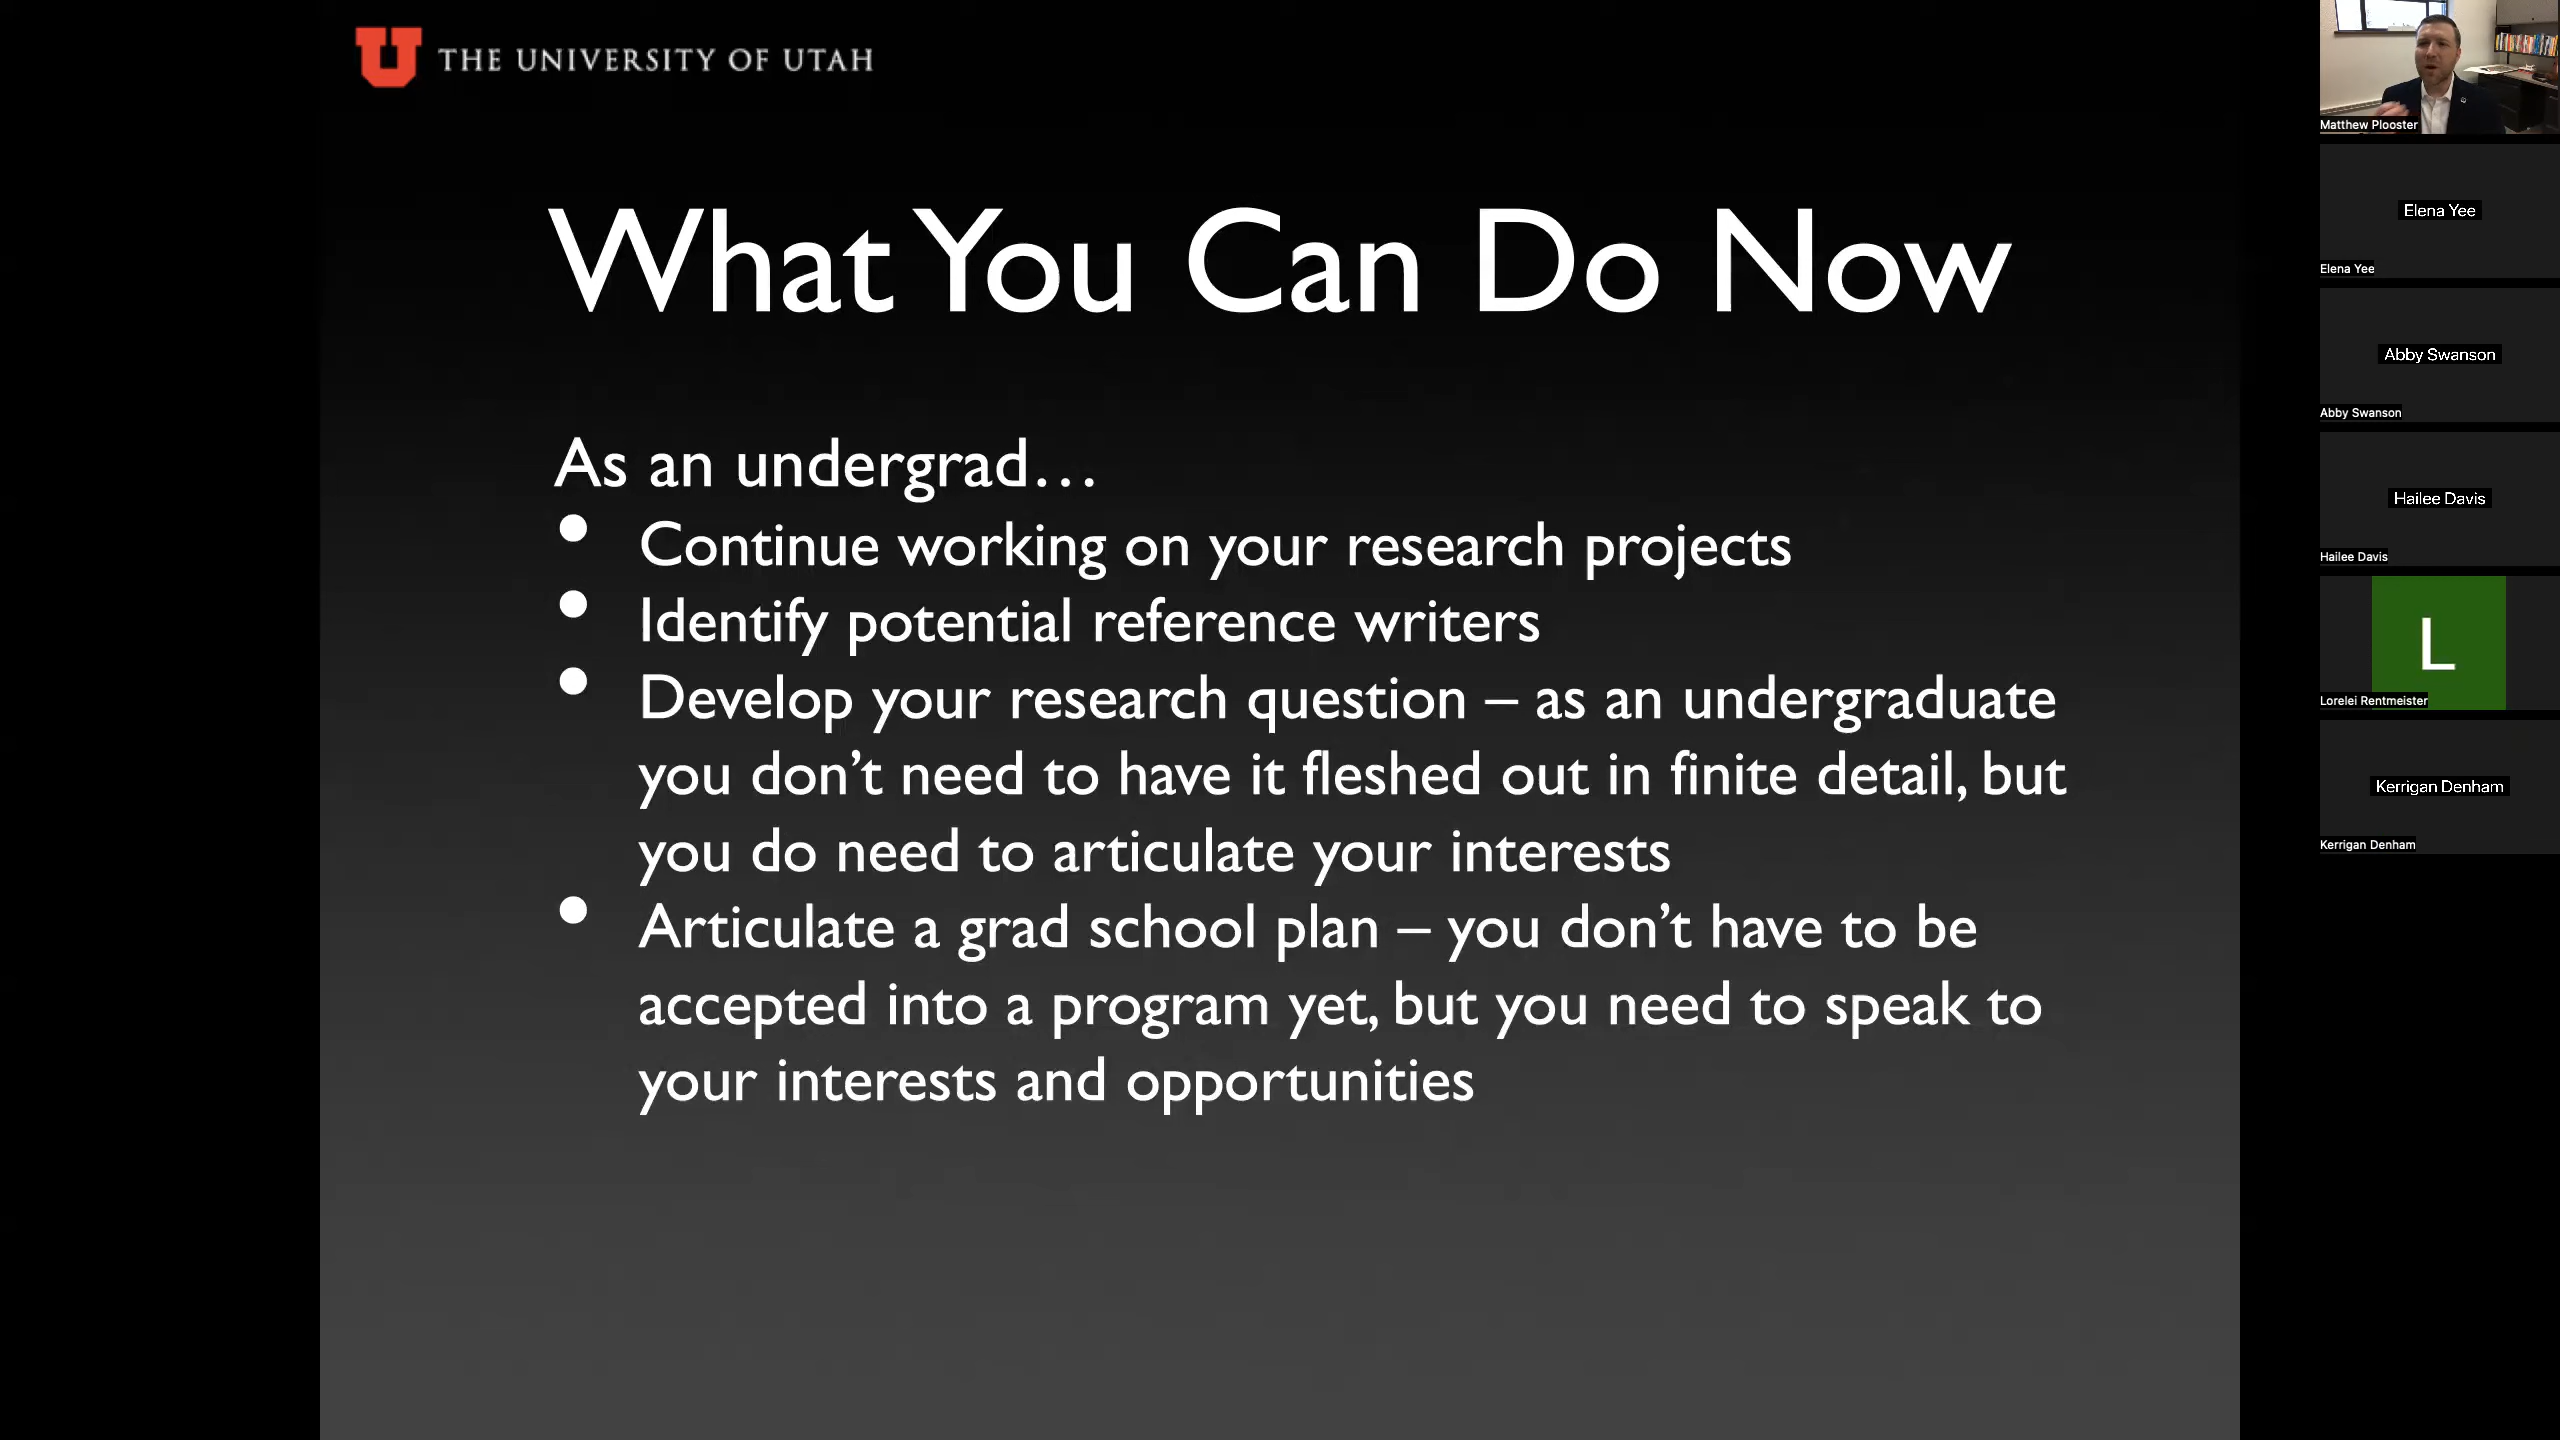 U THE UNIVERSITY OF UTAH
What You Can Do Now
As an undergrad…
• Continue working on your research projects
• Identify potential reference writers
• Develop your research question – as an undergraduate
you don’t need to have it fleshed out in finite detail, but
you do need to articulate your interests
• Articulate a grad school plan – you don’t have to be
accepted into a program yet, but you need to speak to
your interests and opportunities
Matthew Plooster
Elena Yee
Elena Yee
Abby Swanson
Abby Swanson
Hailee Davis
Hailee Davis
L
Lorelei Rentmeister
Kerrigan Denham
Kerrigan Denham